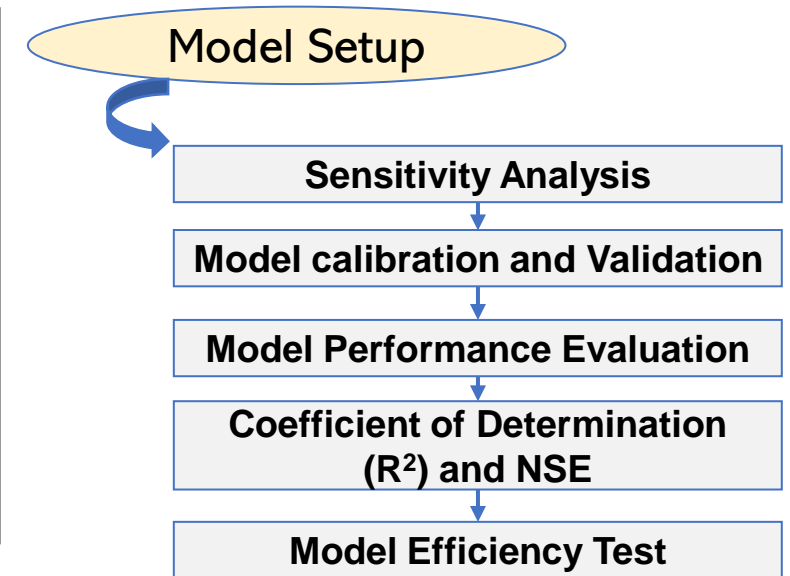 Model Setup
Sensitivity Analysis
Model calibration and Validation
Model Performance Evaluation
Coefficient of Determination
(R²) and NSE
Model Efficiency Test